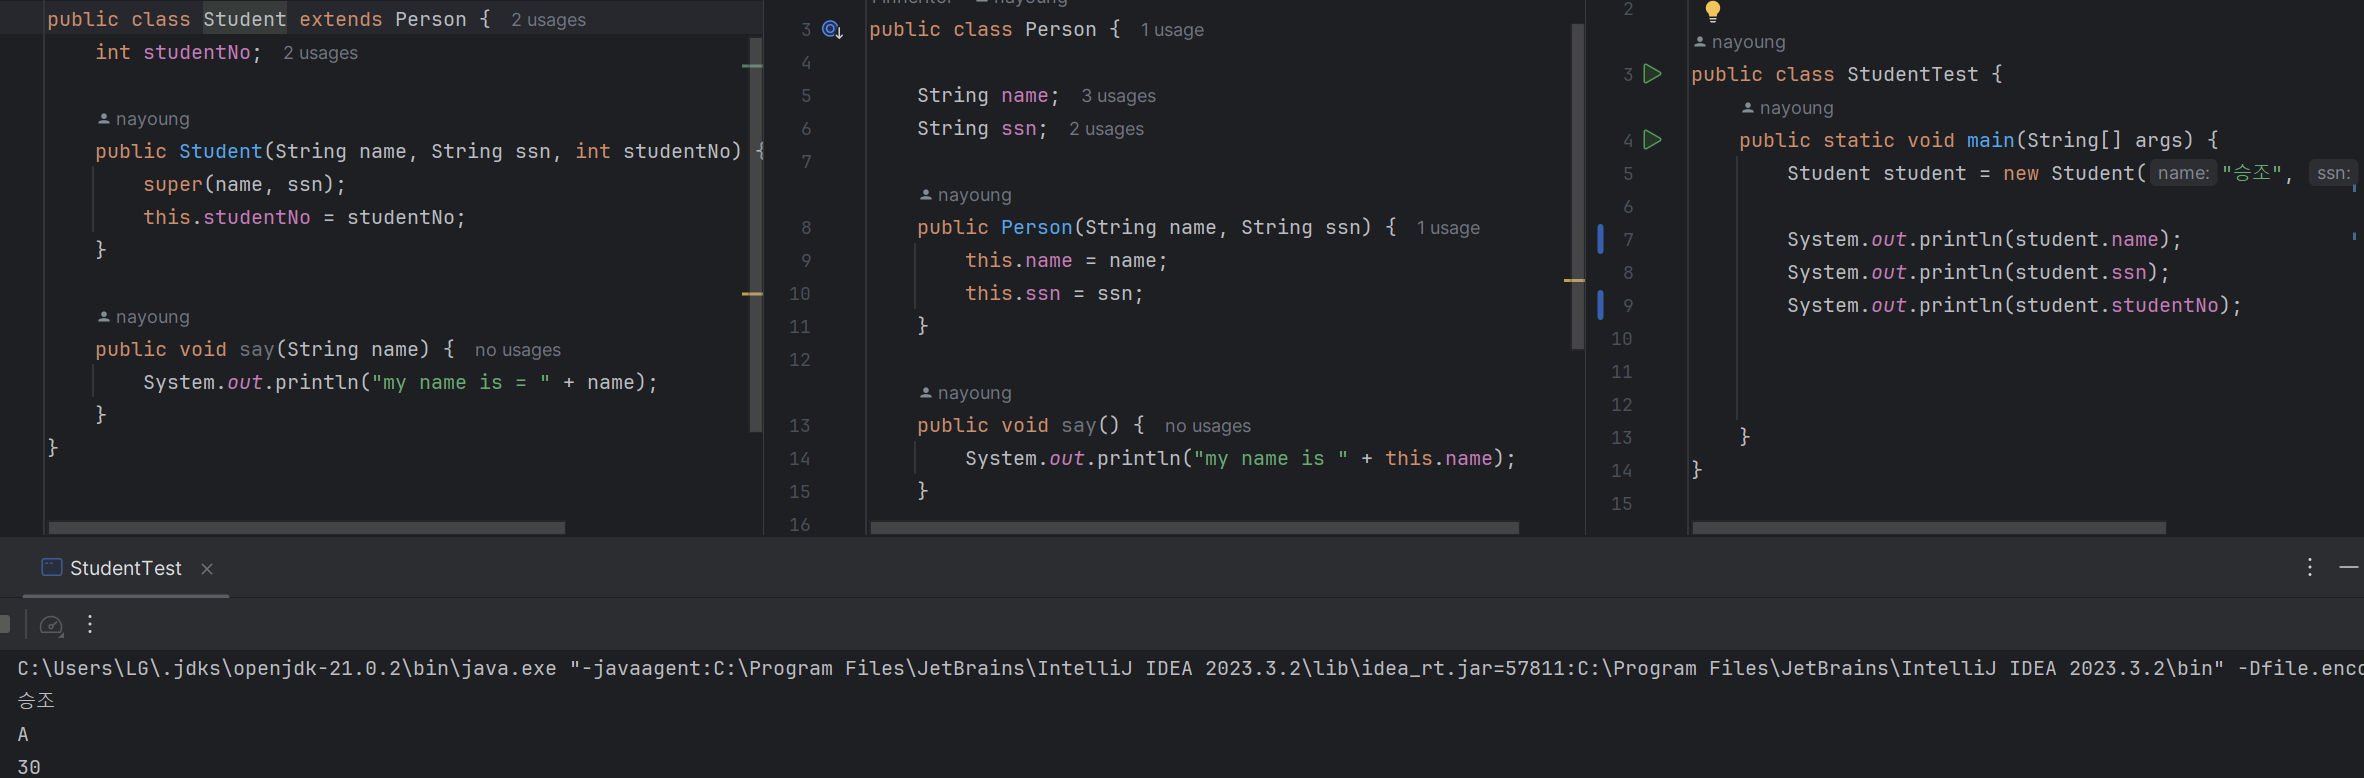 public class Student extends Person { 2 usages
int studentNo; 2 usages
nayoung
public Student(String name, String ssn, int studentNo) {
super(name, ssn);
this.studentNo = studentNo;
}
nayoung
public void say(String name) { no usages
System.out.println("my name is = " + name);
}
}
nayoung
3 public class Person { 1 usage
4
5 String name; 3 usages
6 String ssn; 2 usages
7
nayoung
8 public Person(String name, String ssn) { 1 usage
9 this.name = name;
10 this.ssn = ssn;
11 }
12
nayoung
13 public void say() { no usages
14 System.out.println("my name is " + this.name);
15 }
16
2
nayoung
3 public class StudentTest {
nayoung
4 public static void main(String[] args) {
5 Student student = new Student( name: "승조", ssn:
6
7 System.out.println(student.name);
8 System.out.println(student.ssn);
9 System.out.println(student.studentNo);
10
11
12
13 }
14 }
15
StudentTest
C:\Users\LG\.jdks\openjdk-21.0.2\bin\java.exe "-javaagent:C:\Program Files\JetBrains\IntelliJ IDEA 2023.3.2\lib\idea_rt.jar=57811:C:\Program Files\JetBrains\IntelliJ IDEA 2023.3.2\bin" -Dfile.enco
승조
A
30